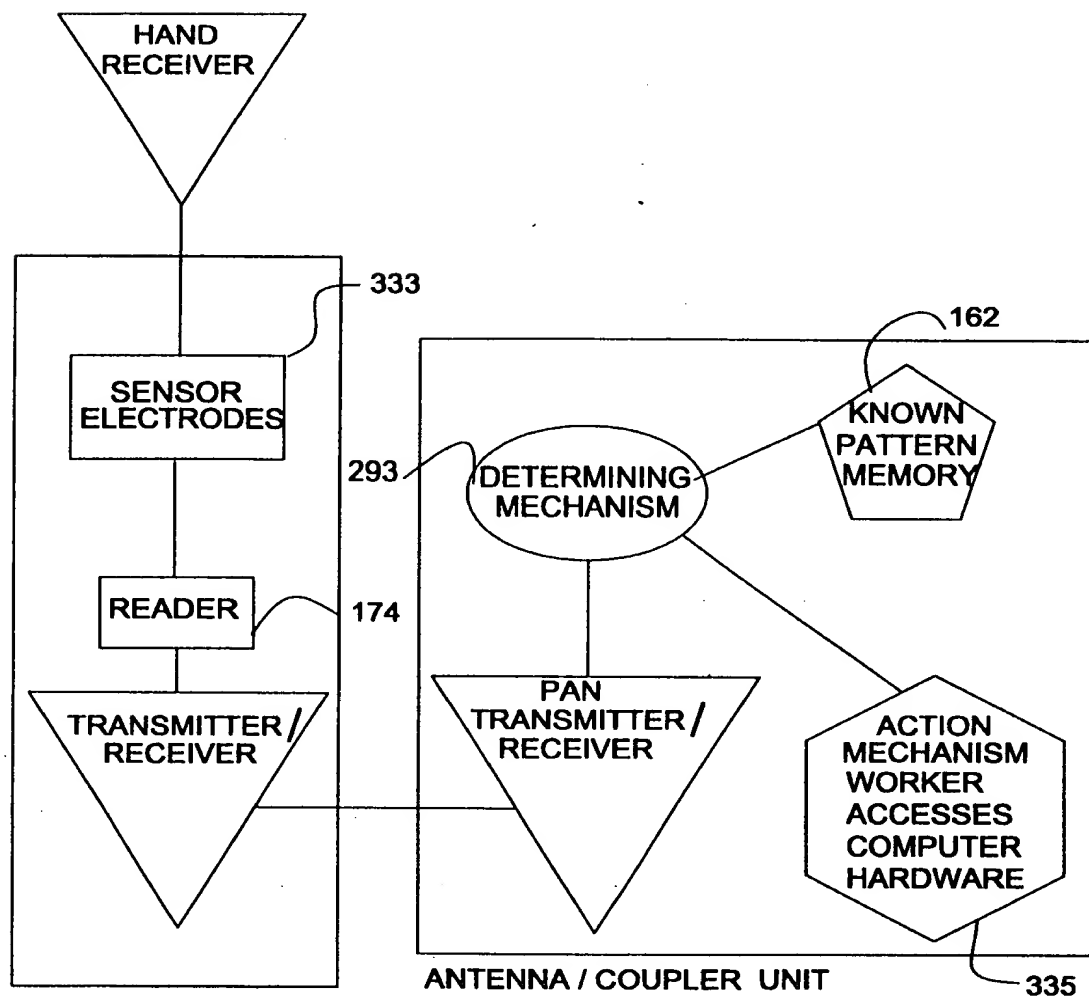 HAND
RECEIVER
333
SENSOR
ELECTRODES
READER
174
TRANSMITTER/
RECEIVER
162
KNOWN
PATTERN
MEMORY
293
DETERMINING
MECHANISM
PAN
TRANSMITTER/
RECEIVER
ACTION
MECHANISM
WORKER
ACCESSES
COMPUTER
HARDWARE
335
ANTENNA / COUPLER UNIT